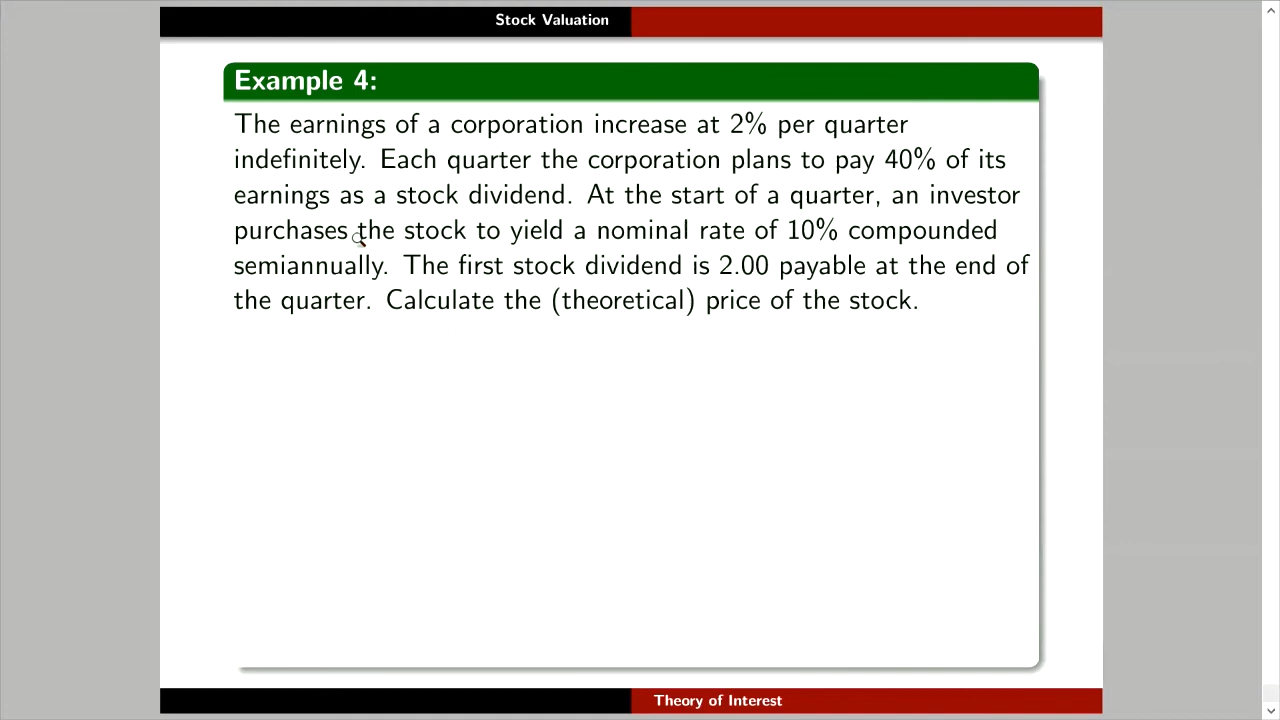 Stock Valuation
Example 4:
The earnings of a corporation increase at 2% per quarter
indefinitely. Each quarter the corporation plans to pay 40% of its
earnings as a stock dividend. At the start of a quarter, an investor
purchases the stock to yield a nominal rate of 10% compounded
semiannually. The first stock dividend is 2.00 payable at the end of
the quarter. Calculate the (theoretical) price of the stock.
Theory of Interest